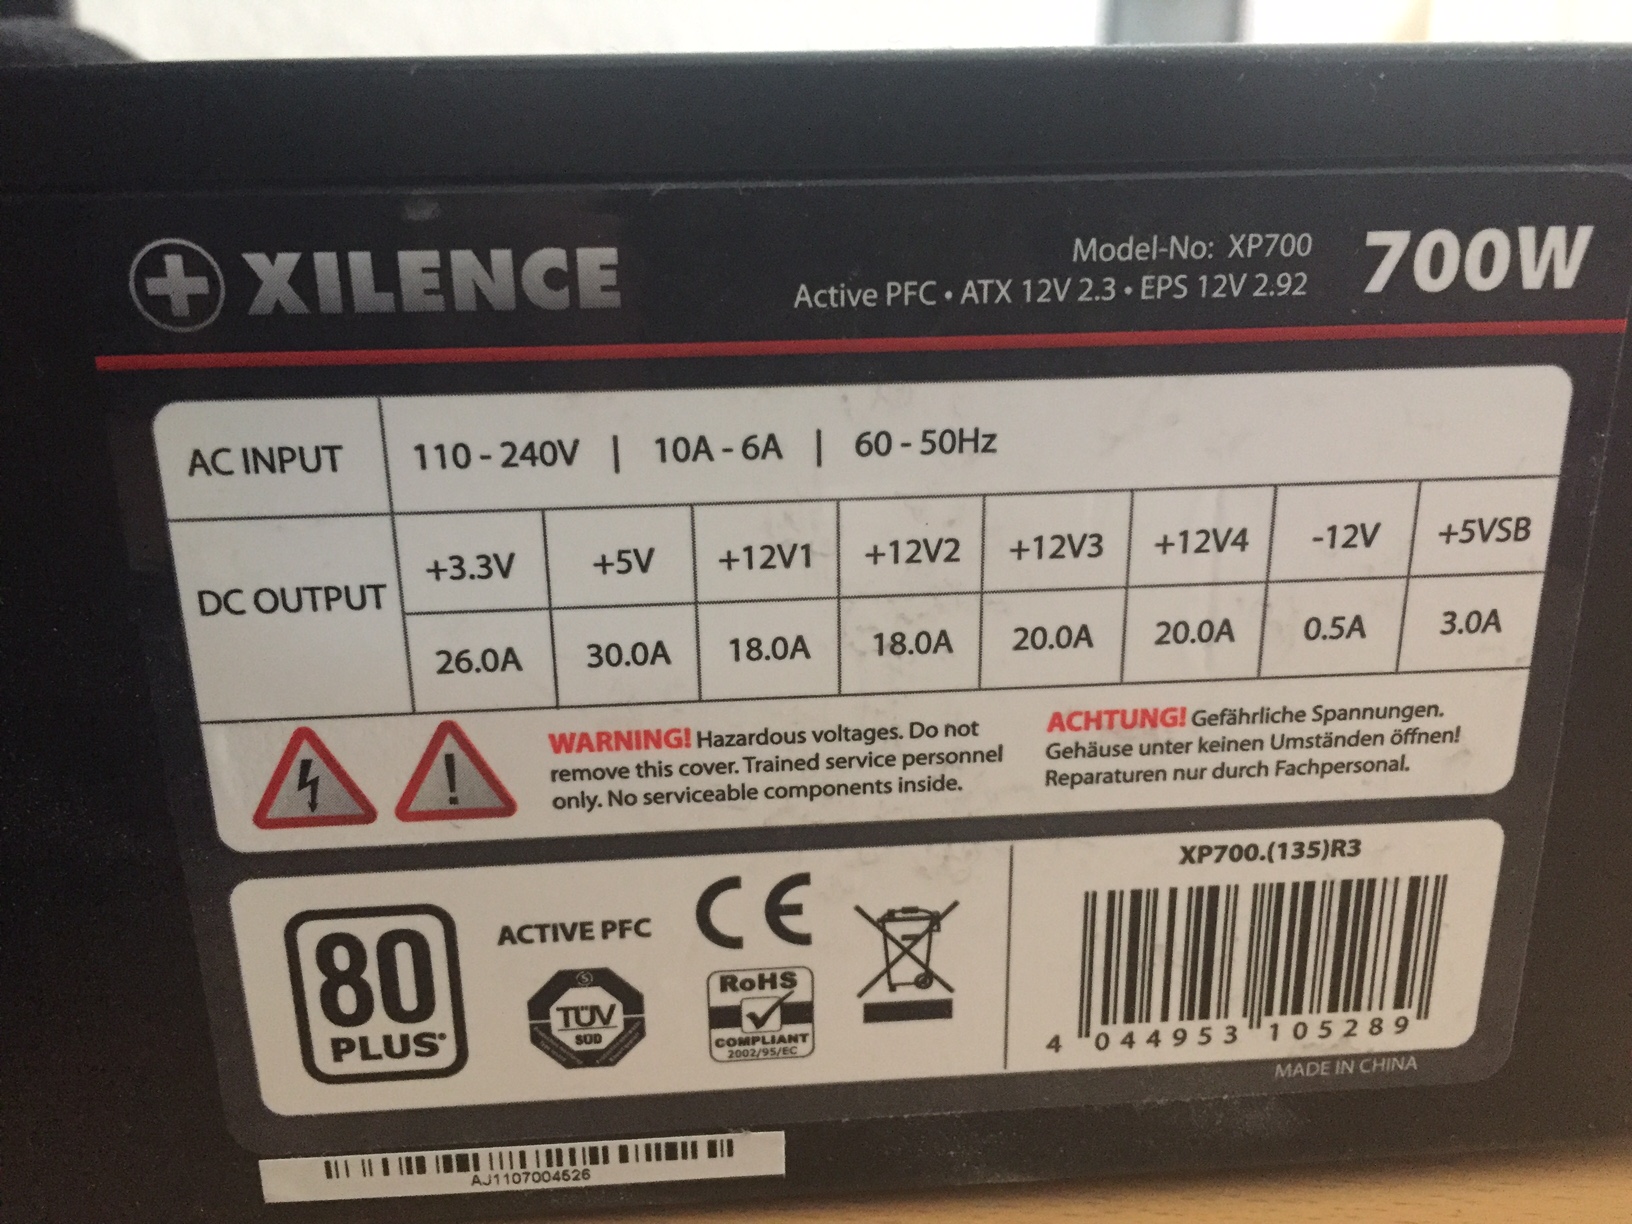 XILENCE
Model-No: XP700
Active PFC • ATX 12V 2.3 • EPS 12V 2.92
700W
AC INPUT 110 - 240V | 10A - 6A | 60 - 50Hz
DC OUTPUT
+3.3V +5V +12V1 +12V2 +12V3 +12V4 -12V +5VSB
26.0A 30.0A 18.0A 18.0A 20.0A 20.0A 0.5A 3.0A
WARNING! Hazardous voltages. Do not
remove this cover. Trained service personnel
only. No serviceable components inside.
ACHTUNG! Gefährliche Spannungen.
Gehäuse unter keinen Umständen öffnen!
Reparaturen nur durch Fachpersonal.
80
PLUS
ACTIVE PFC
TÜV
SÜD
CE
RoHS
COMPLIANT
2002/95/EC
XP700.(135)R3
4 044953 105289
MADE IN CHINA
AJ1107004526